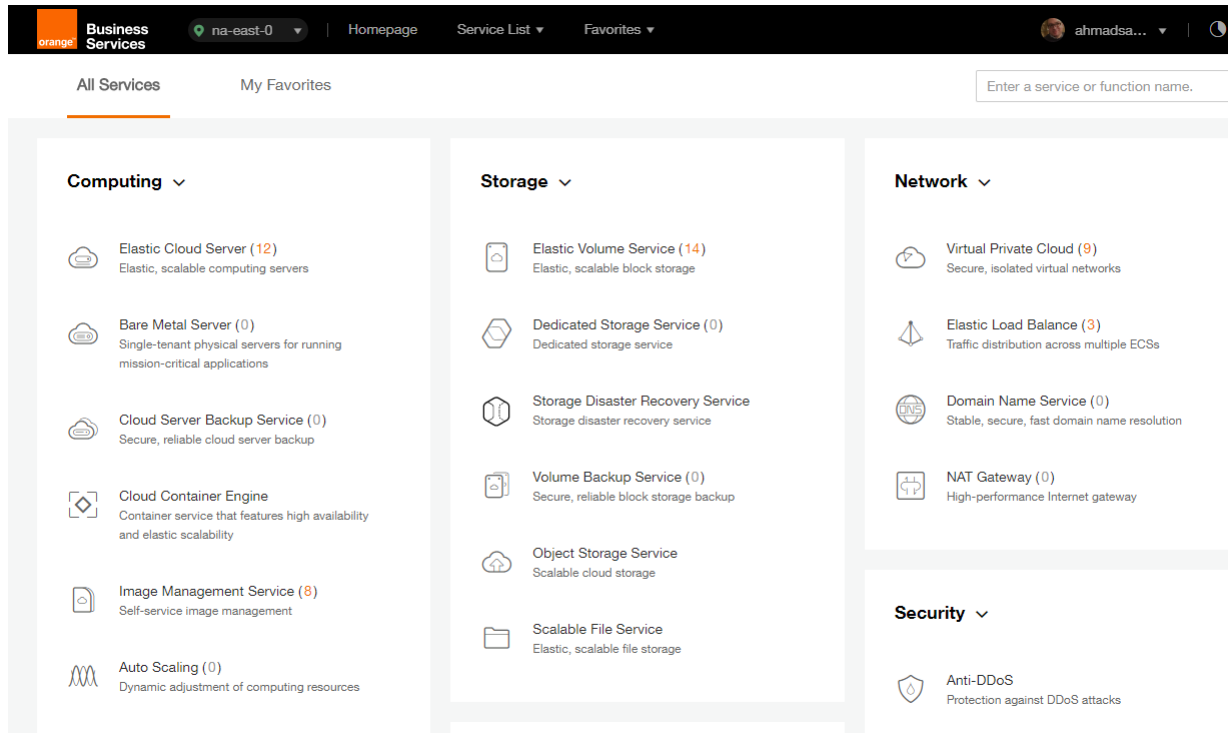 orange™
Business
Services
na-east-0
Homepage
Service List
Favorites
ahmadsa...
All Services
My Favorites
Enter a service or function name.
Computing
Elastic Cloud Server (12)
Elastic, scalable computing servers
Bare Metal Server (0)
Single-tenant physical servers for running
mission-critical applications
Cloud Server Backup Service (0)
Secure, reliable cloud server backup
Cloud Container Engine
Container service that features high availability
and elastic scalability
Image Management Service (8)
Self-service image management
Auto Scaling (0)
Dynamic adjustment of computing resources
Storage
Elastic Volume Service (14)
Elastic, scalable block storage
Dedicated Storage Service (0)
Dedicated storage service
Storage Disaster Recovery Service
Storage disaster recovery service
Volume Backup Service (0)
Secure, reliable block storage backup
Object Storage Service
Scalable cloud storage
Scalable File Service
Elastic, scalable file storage
Network
Virtual Private Cloud (9)
Secure, isolated virtual networks
Elastic Load Balance (3)
Traffic distribution across multiple ECSs
DNS
Domain Name Service (0)
Stable, secure, fast domain name resolution
NAT Gateway (0)
High-performance Internet gateway
Security
Anti-DDoS
Protection against DDoS attacks